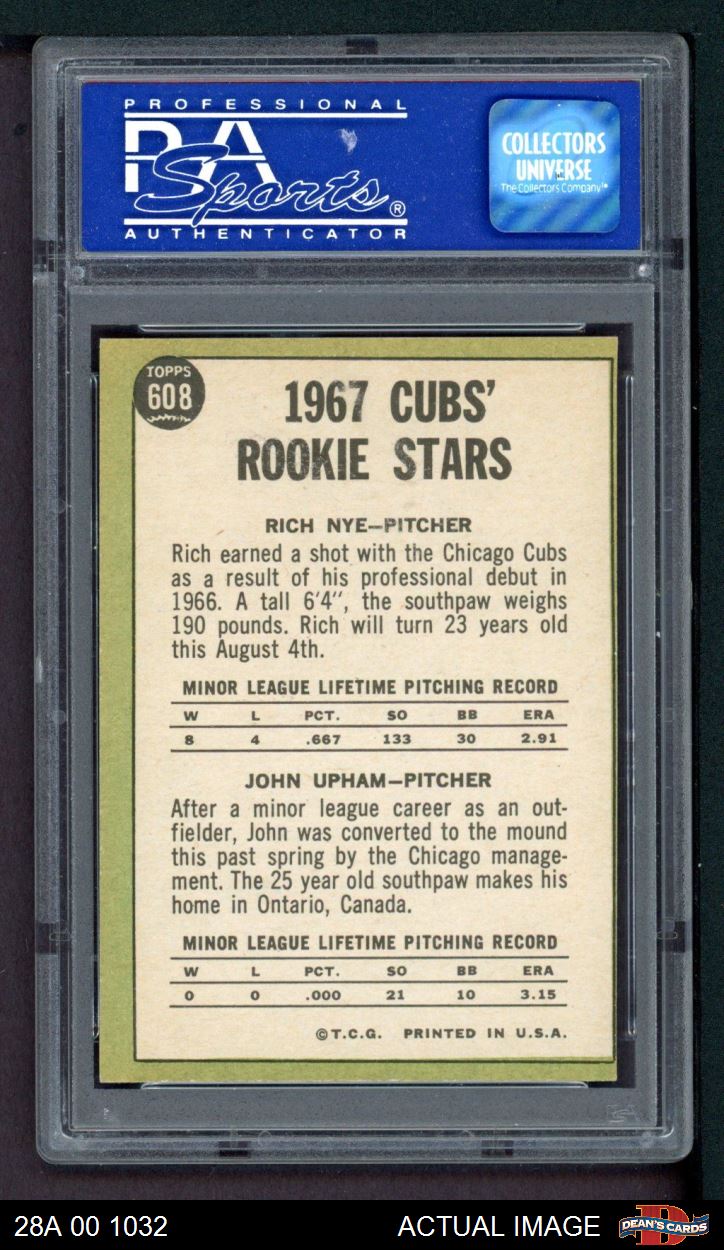 PROFESSIONAL
PSA
Sports®
AUTHENTICATOR
COLLECTORS
UNIVERSE
The Collectors Company™
TOPPS
608
1967 CUBS'
ROOKIE STARS
RICH NYE—PITCHER
Rich earned a shot with the Chicago Cubs
as a result of his professional debut in
1966. A tall 6'4", the southpaw weighs
190 pounds. Rich will turn 23 years old
this August 4th.
MINOR LEAGUE LIFETIME PITCHING RECORD
W L PCT. SO BB ERA
8 4 .667 133 30 2.91
JOHN UPHAM—PITCHER
After a minor league career as an out-
fielder, John was converted to the mound
this past spring by the Chicago manage-
ment. The 25 year old southpaw makes his
home in Ontario, Canada.
MINOR LEAGUE LIFETIME PITCHING RECORD
W L PCT. SO BB ERA
0 0 .000 21 10 3.15
©T.C.G. PRINTED IN U.S.A.
28A 00 1032 ACTUAL IMAGE DEAN'S CARDS